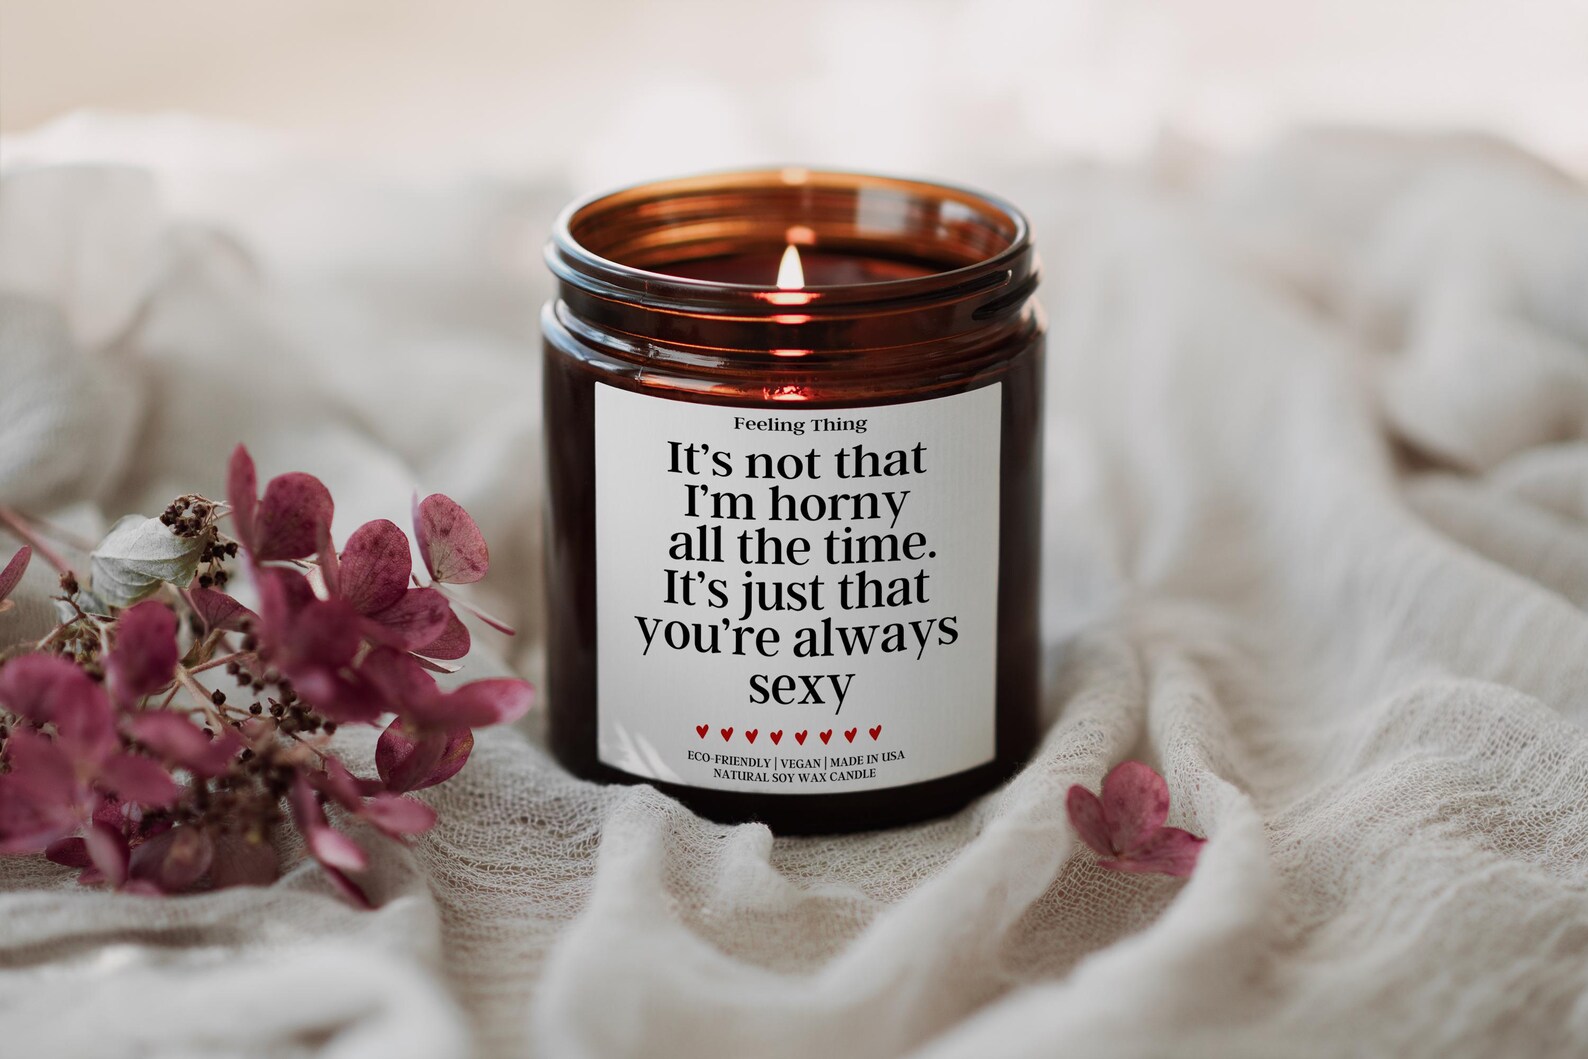 Feeling Thing
It's not that
I'm horny
all the time.
It's just that
you're always
sexy
ECO-FRIENDLY | VEGAN | MADE IN USA
NATURAL SOY WAX CANDLE